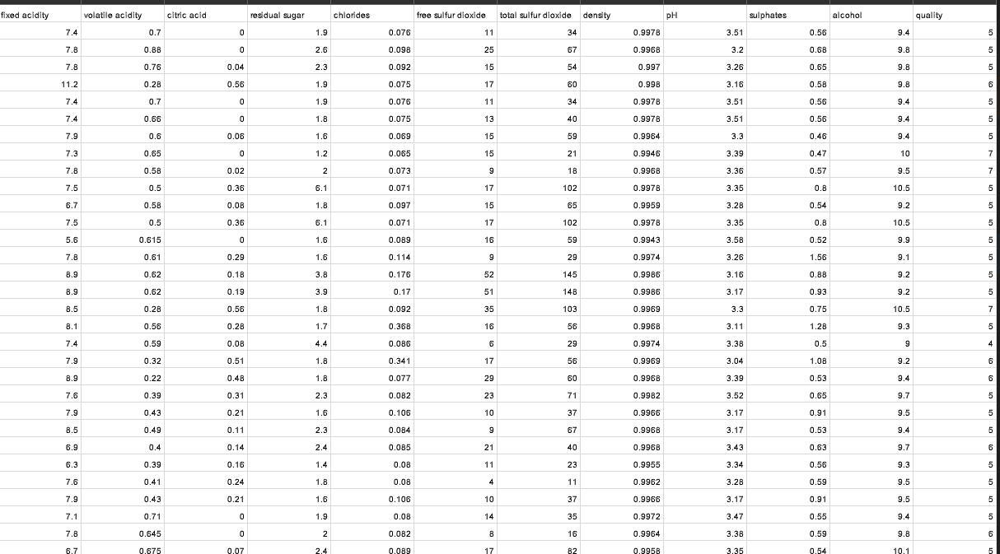 fixed acidity volatile acidity citric acid residual sugar chlorides free sulfur dioxide total sulfur dioxide density pH sulphates alcohol quality
7.4 0.7 0 1.9 0.076 11 34 0.9978 3.51 0.56 9.4 5
7.8 0.88 0 2.6 0.098 25 67 0.9968 3.2 0.68 9.8 5
7.8 0.76 0.04 2.3 0.092 15 54 0.997 3.26 0.65 9.8 5
11.2 0.28 0.56 1.9 0.075 17 60 0.998 3.16 0.58 9.8 6
7.4 0.7 0 1.9 0.076 11 34 0.9978 3.51 0.56 9.4 5
7.4 0.66 0 1.8 0.075 13 40 0.9978 3.51 0.56 9.4 5
7.9 0.6 0.06 1.6 0.069 15 59 0.9964 3.3 0.46 9.4 5
7.3 0.65 0 1.2 0.065 15 21 0.9946 3.39 0.47 10 7
7.8 0.58 0.02 2 0.073 9 18 0.9968 3.36 0.57 9.5 7
7.5 0.5 0.36 6.1 0.071 17 102 0.9978 3.35 0.8 10.5 5
6.7 0.58 0.08 1.8 0.097 15 65 0.9959 3.28 0.54 9.2 5
7.5 0.5 0.36 6.1 0.071 17 102 0.9978 3.35 0.8 10.5 5
5.6 0.615 0 1.6 0.089 16 59 0.9943 3.58 0.52 9.9 5
7.8 0.61 0.29 1.6 0.114 9 29 0.9974 3.26 1.56 9.1 5
8.9 0.62 0.18 3.8 0.176 52 145 0.9986 3.16 0.88 9.2 5
8.9 0.62 0.19 3.9 0.17 51 148 0.9986 3.17 0.93 9.2 5
8.5 0.28 0.56 1.8 0.092 35 103 0.9969 3.3 0.75 10.5 7
8.1 0.56 0.28 1.7 0.368 16 56 0.9968 3.11 1.28 9.3 5
7.4 0.59 0.08 4.4 0.086 6 29 0.9974 3.38 0.5 9 4
7.9 0.32 0.51 1.8 0.341 17 56 0.9969 3.04 1.08 9.2 6
8.9 0.22 0.48 1.8 0.077 29 60 0.9968 3.39 0.53 9.4 6
7.6 0.39 0.31 2.3 0.082 23 71 0.9982 3.52 0.65 9.7 5
7.9 0.43 0.21 1.6 0.106 10 37 0.9966 3.17 0.91 9.5 5
8.5 0.49 0.11 2.3 0.084 9 67 0.9968 3.17 0.53 9.4 5
6.9 0.4 0.14 2.4 0.085 21 40 0.9968 3.43 0.63 9.7 6
6.3 0.39 0.16 1.4 0.08 11 23 0.9955 3.34 0.56 9.3 5
7.6 0.41 0.24 1.8 0.08 4 11 0.9962 3.28 0.59 9.5 5
7.9 0.43 0.21 1.6 0.106 10 37 0.9966 3.17 0.91 9.5 5
7.1 0.71 0 1.9 0.08 14 35 0.9972 3.47 0.55 9.4 5
7.8 0.645 0 2 0.082 8 16 0.9964 3.38 0.59 9.8 6
6.7 0.675 0.07 2.4 0.089 17 82 0.9958 3.35 0.54 10.1 5